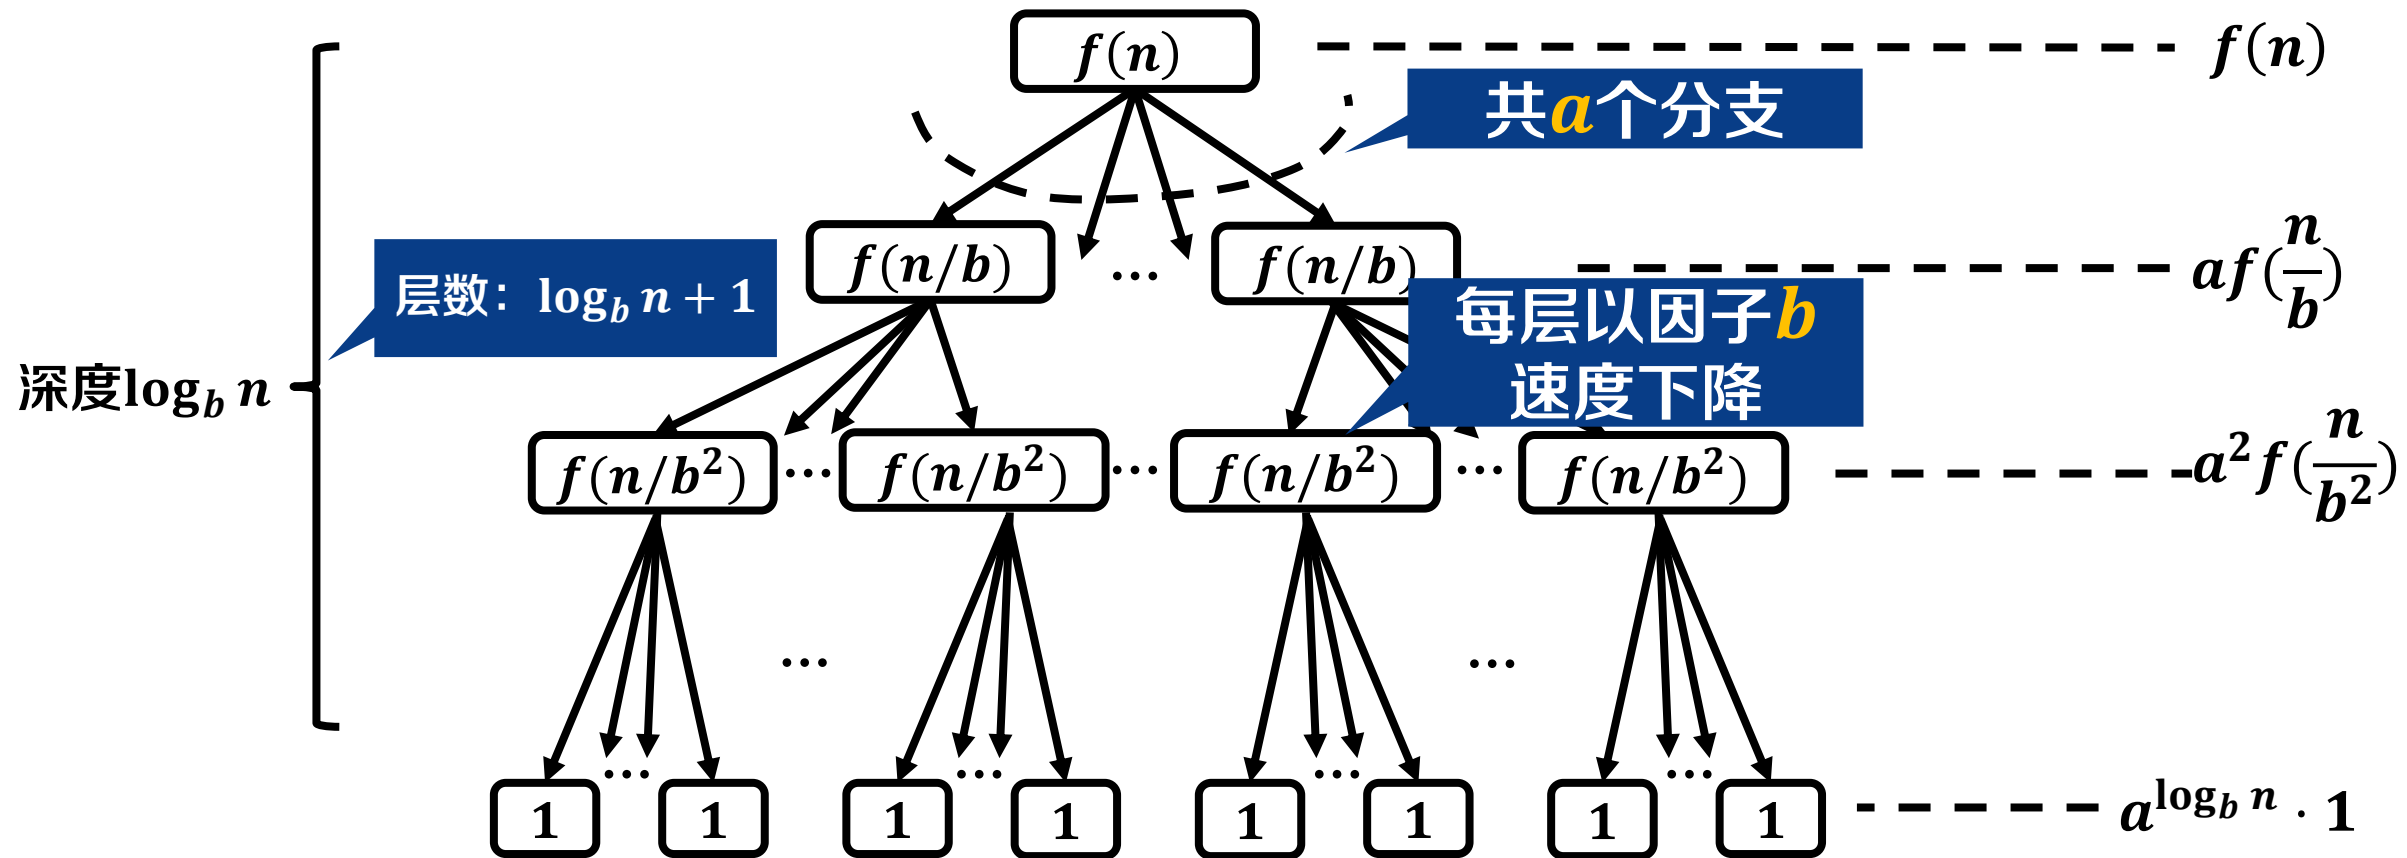 f(n)
f(n)
共a个分支
f(n/b) ... f(n/b)
af(n/b)
层数：log_b n + 1
每层以因子b
速度下降
深度log_b n
f(n/b²) ... f(n/b²) ... f(n/b²) ... f(n/b²)
a²f(n/b²)
... ...
... ... ... ...
1 1 1 1 1 1 1 1
a^{log_b n} · 1